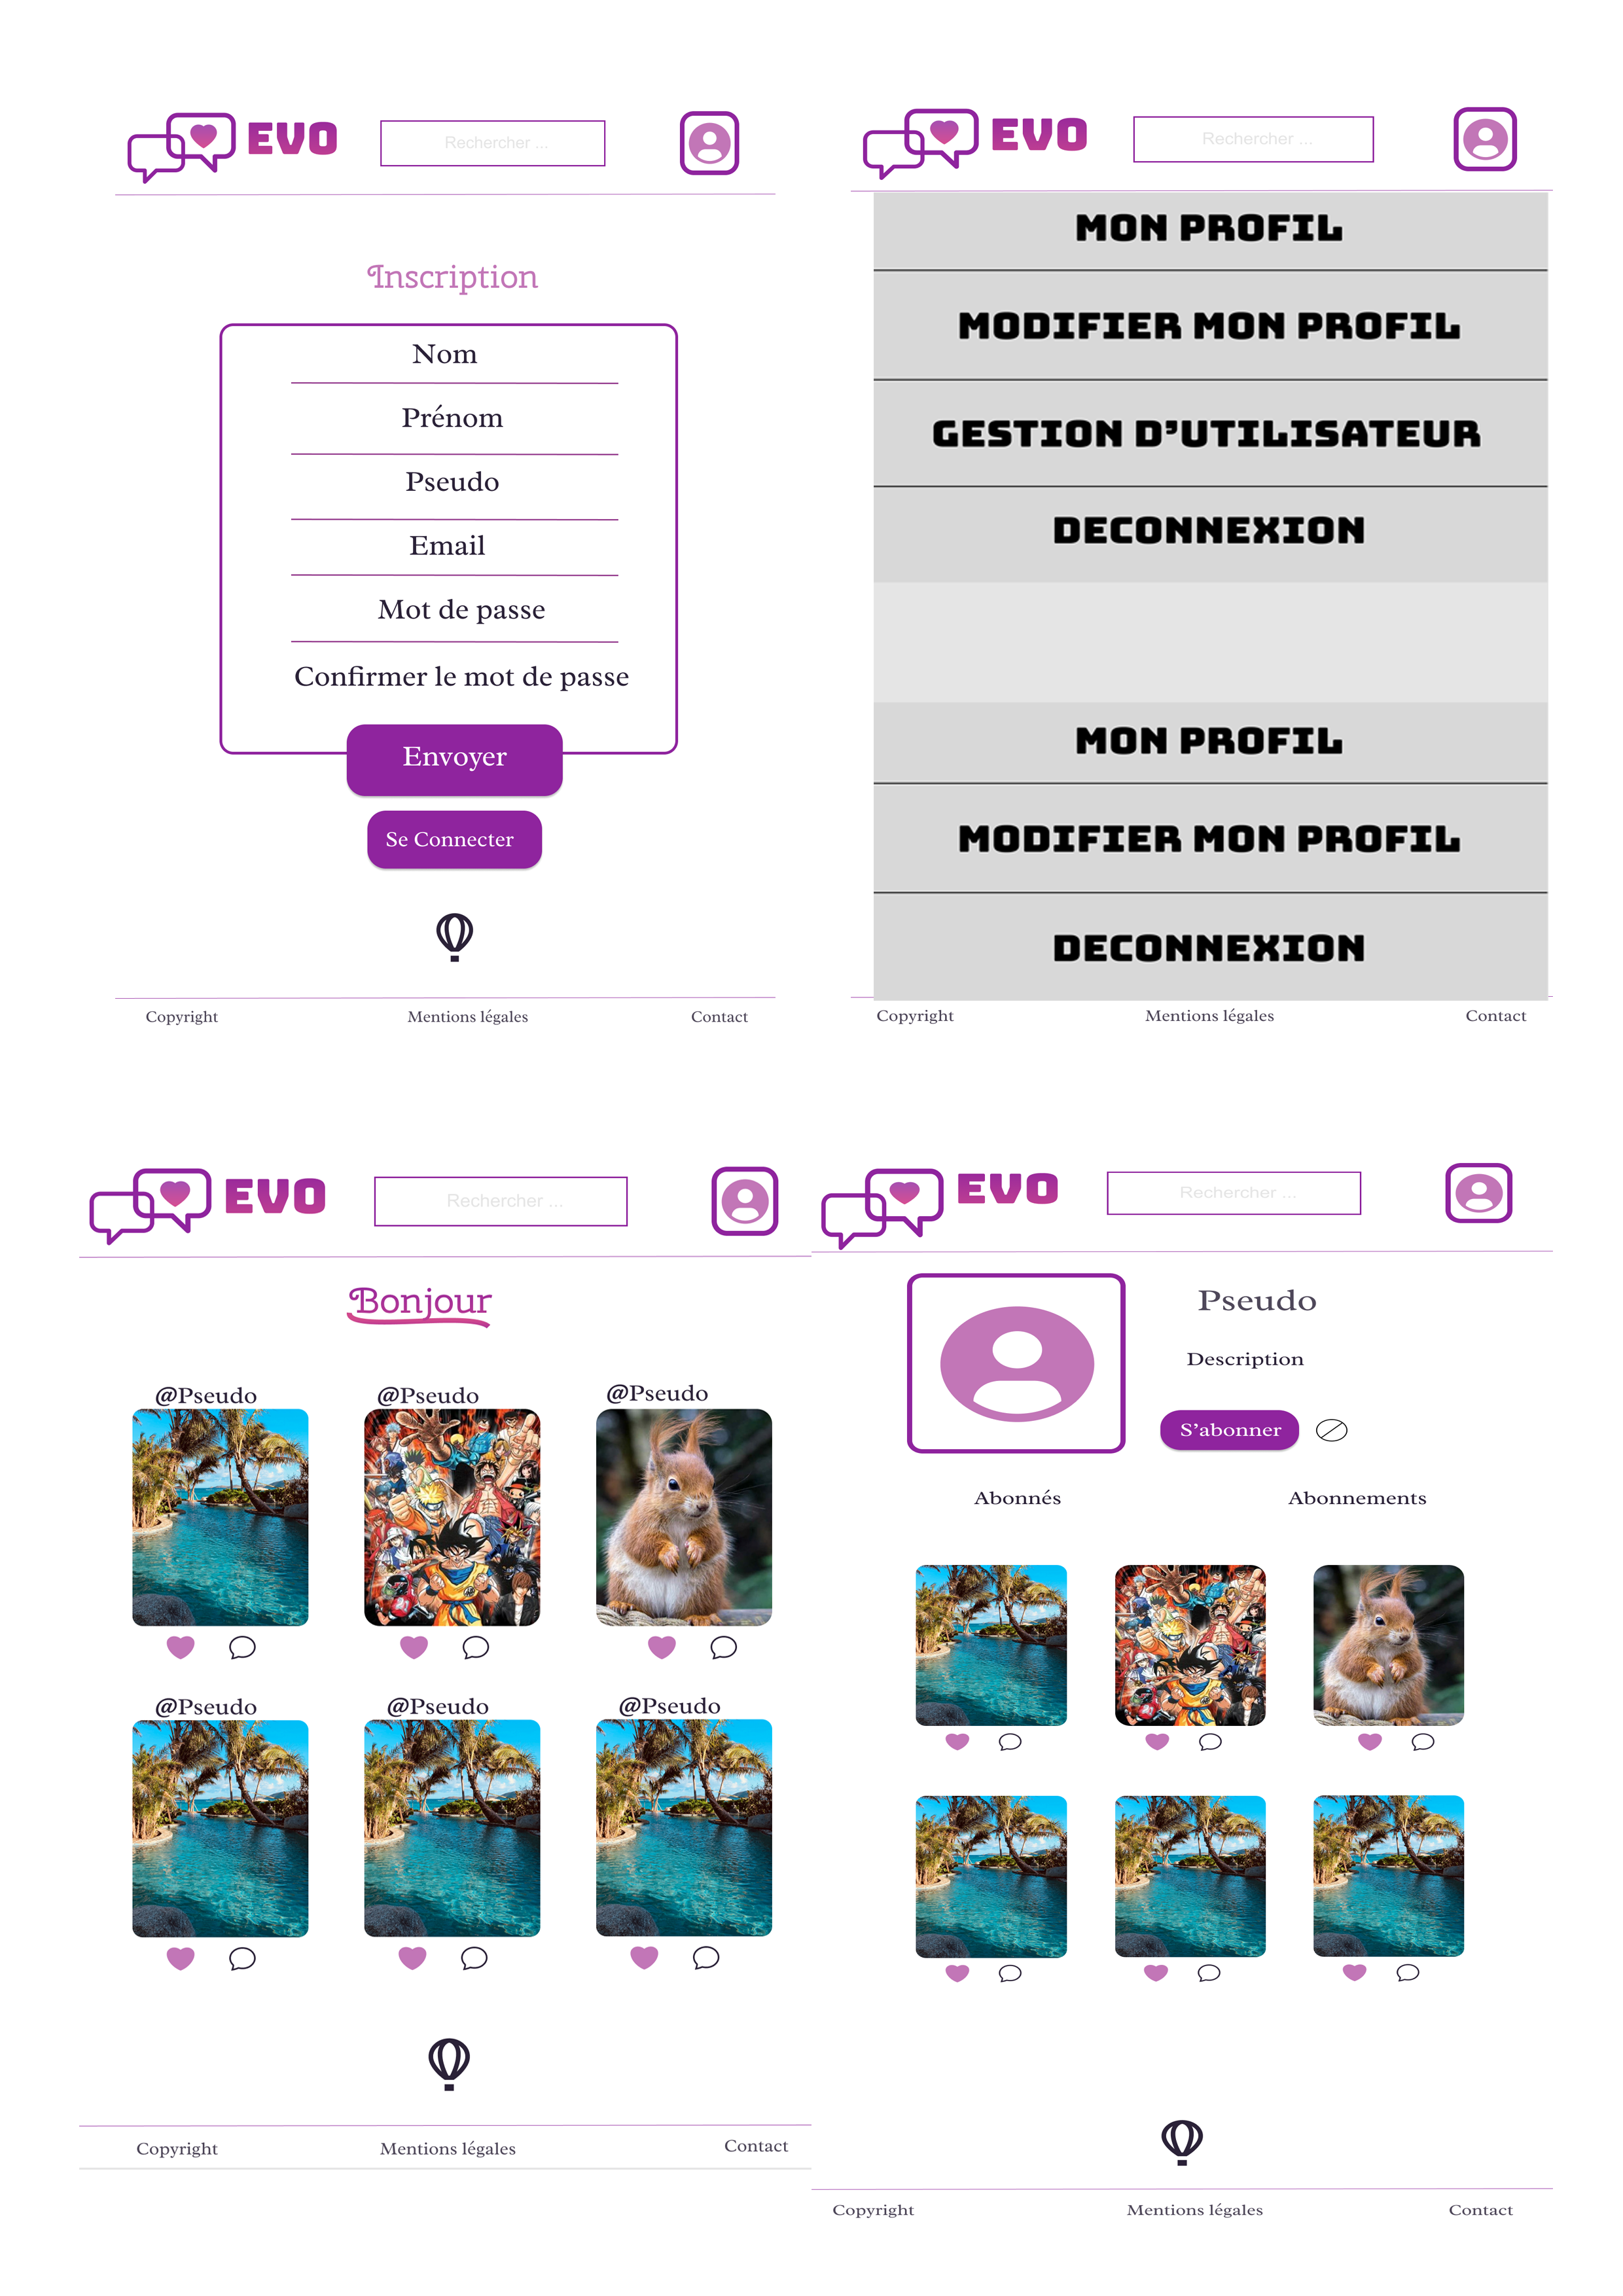 EVO
Rechercher ...
Inscription
Nom
Prénom
Pseudo
Email
Mot de passe
Confirmer le mot de passe
Envoyer
Se Connecter
Copyright
Mentions légales
Contact
EVO
Rechercher ...
MON PROFIL
MODIFIER MON PROFIL
GESTION D’UTILISATEUR
DECONNEXION
MON PROFIL
MODIFIER MON PROFIL
DECONNEXION
Copyright
Mentions légales
Contact
EVO
Rechercher ...
Bonjour
@Pseudo
@Pseudo
@Pseudo
@Pseudo
@Pseudo
@Pseudo
Copyright
Mentions légales
Contact
EVO
Rechercher ...
Pseudo
Description
S’abonner
Abonnés
Abonnements
Copyright
Mentions légales
Contact